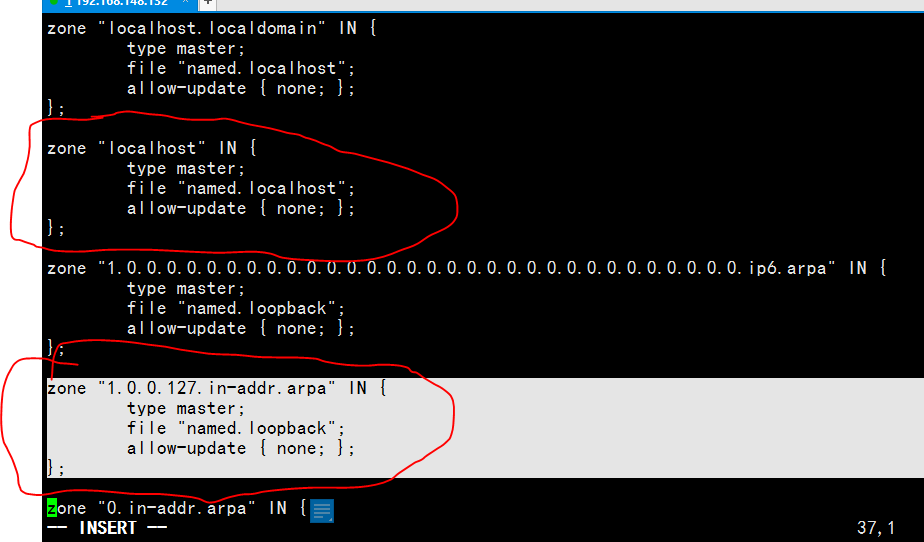 1 192.168.148.132
zone "localhost.localdomain" IN {
type master;
file "named.localhost";
allow-update { none; };
};
zone "localhost" IN {
type master;
file "named.localhost";
allow-update { none; };
};
zone "1.0.0.0.0.0.0.0.0.0.0.0.0.0.0.0.0.0.0.0.0.0.0.0.0.0.0.0.0.0.0.0.ip6.arpa" IN {
type master;
file "named.loopback";
allow-update { none; };
};
zone "1.0.0.127.in-addr.arpa" IN {
type master;
file "named.loopback";
allow-update { none; };
};
zone "0.in-addr.arpa" IN {
-- INSERT -- 37,1